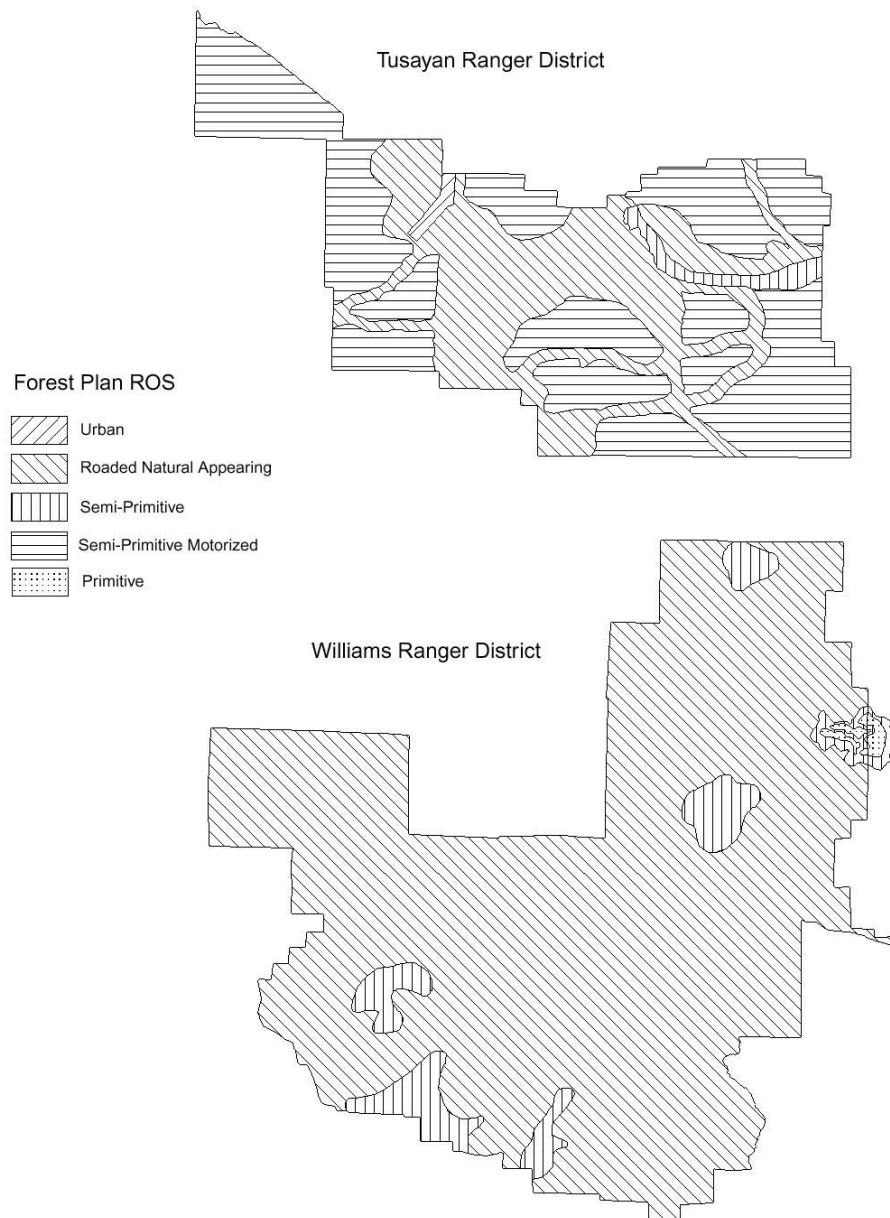 Tusayan Ranger District
Forest Plan ROS
Urban
Roaded Natural Appearing
Semi-Primitive
Semi-Primitive Motorized
Primitive
Williams Ranger District